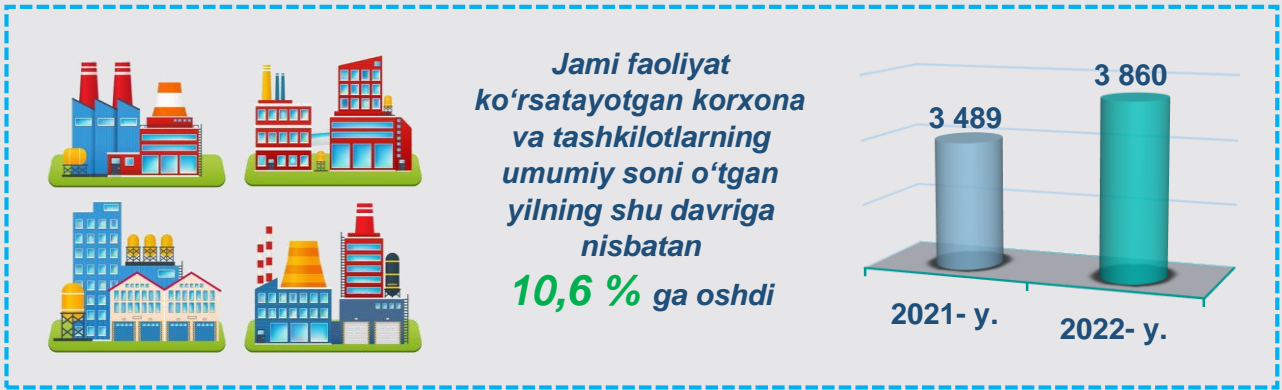 Jami faoliyat
ko‘rsatayotgan korxona
va tashkilotlarning
umumiy soni o‘tgan
yilning shu davriga
nisbatan
10,6 % ga oshdi
3 489
3 860
2021- y.
2022- y.